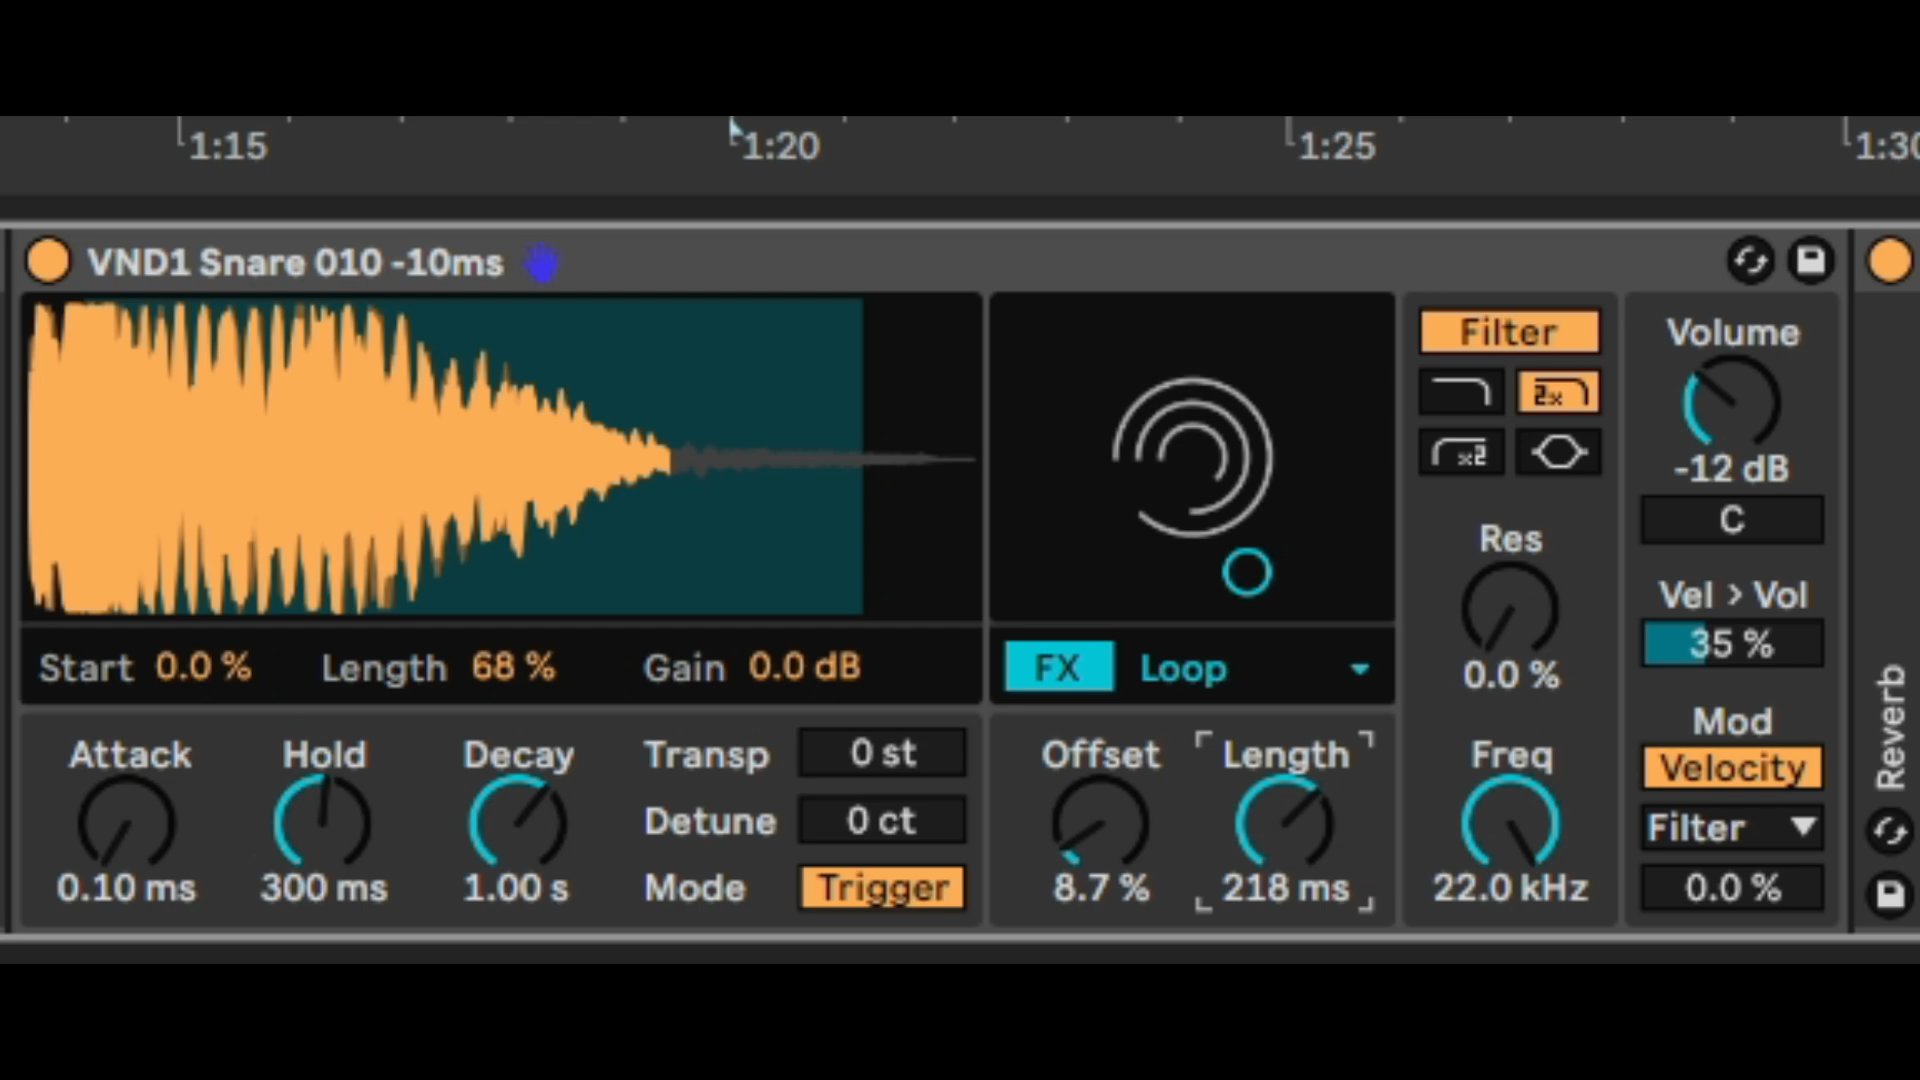 1:15 1:20 1:25 1:30
VND1 Snare 010 -10ms
Start 0.0 % Length 68 % Gain 0.0 dB
FX Loop
Attack Hold Decay Transp 0 st
Detune 0 ct
0.10 ms 300 ms 1.00 s Mode Trigger
Offset Length
8.7 % 218 ms
Filter
2x
x2
Res
0.0 %
Freq
22.0 kHz
Volume
-12 dB
C
Vel > Vol
35 %
Mod
Velocity
Filter
0.0 %
Reverb